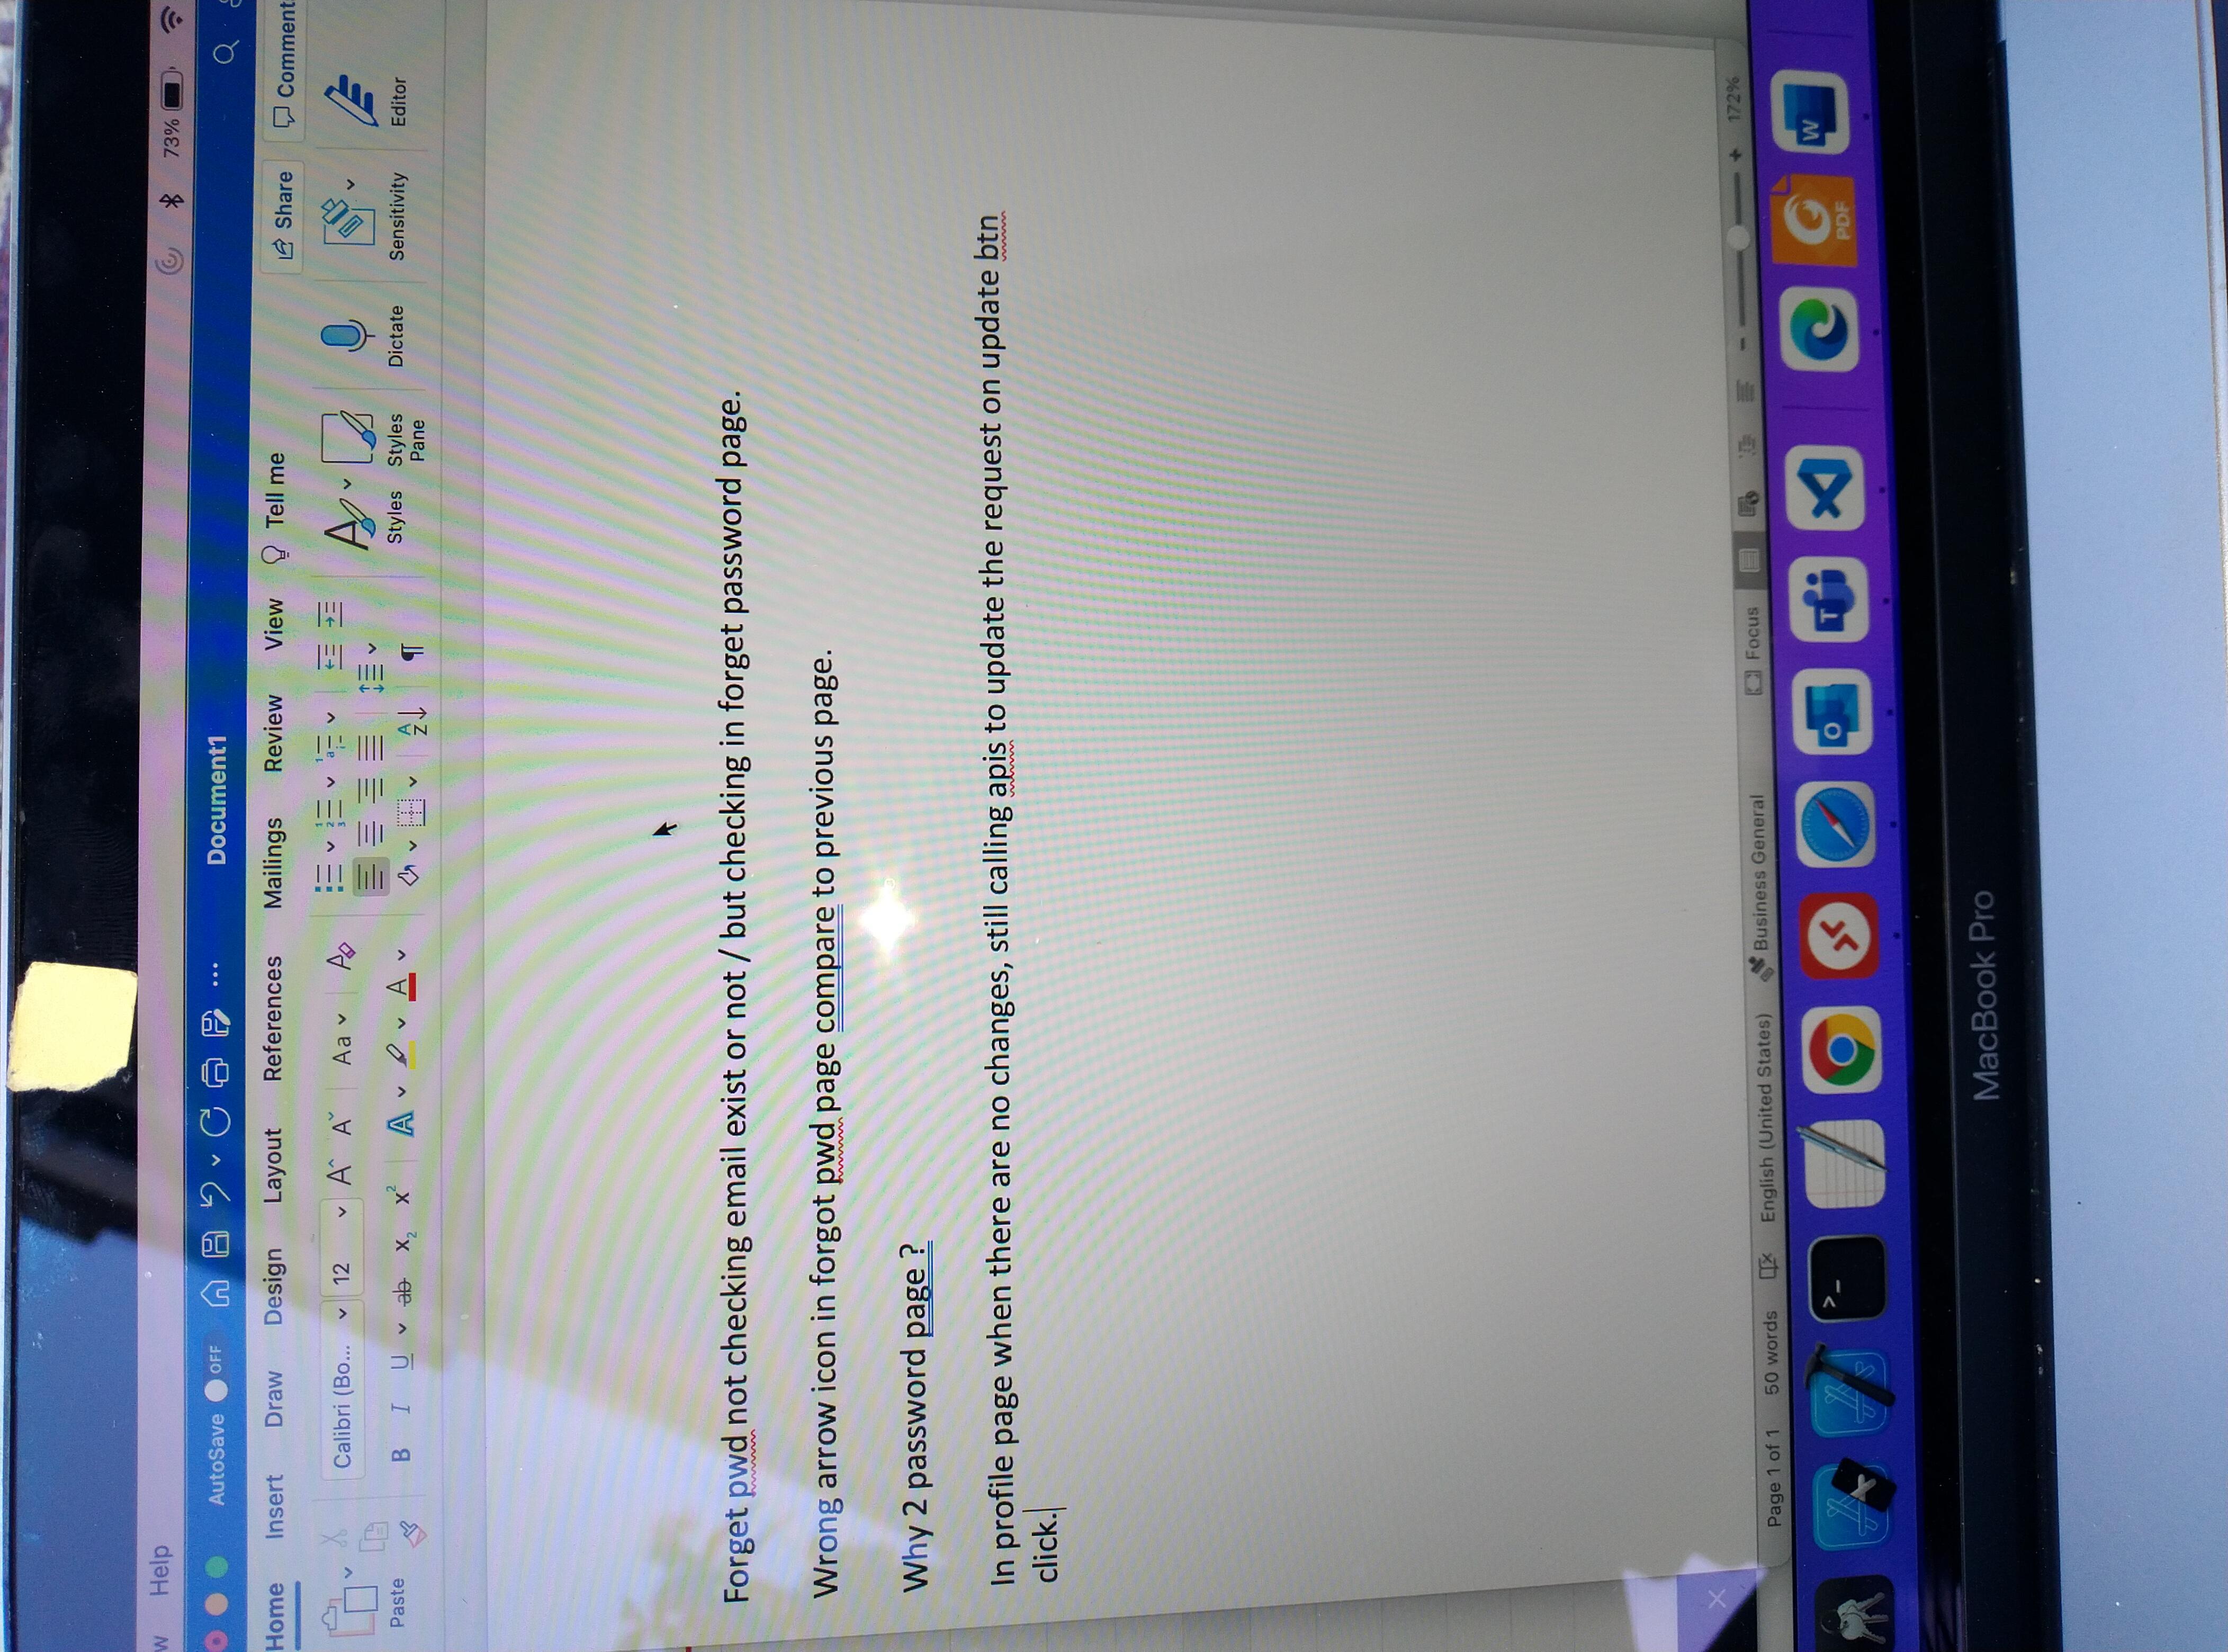 w Help 73%
AutoSave OFF Document1
Home Insert Draw Design Layout References Mailings Review View Tell me Share Comment
Paste Calibri (Bo... 12 Aa Styles Styles Pane Dictate Sensitivity Editor
Forget pwd not checking email exist or not / but checking in forget password page.
Wrong arrow icon in forgot pwd page compare to previous page.
Why 2 password page ?
In profile page when there are no changes, still calling apis to update the request on update btn
click.
Page 1 of 1 50 words English (United States) Business General Focus 172%
PDF
MacBook Pro